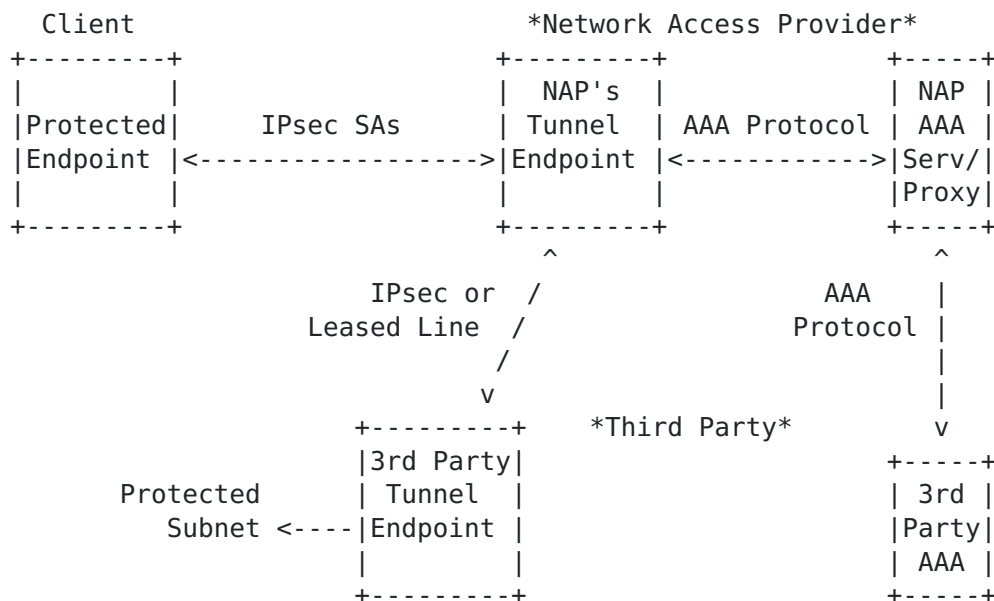 Client                         *Network Access Provider*
+---------+                    +---------+              +-----+
|         |                    |  NAP's  |              | NAP |
|Protected|     IPsec SAs      | Tunnel  | AAA Protocol | AAA |
|Endpoint |<------------------>|Endpoint |<------------>|Serv/|
|         |                    |         |              |Proxy|
+---------+                    +---------+              +-----+
                                  ^                        ^
                       IPsec or  /                  AAA    |
                   Leased Line  /                 Protocol |
                               /                           |
                              v                            |
                      +---------+    *Third Party*         v
                      |3rd Party|                       +-----+
       Protected      | Tunnel  |                       | 3rd |
          Subnet <----|Endpoint |                       |Party|
                      |         |                       | AAA |
                      +---------+                       +-----+